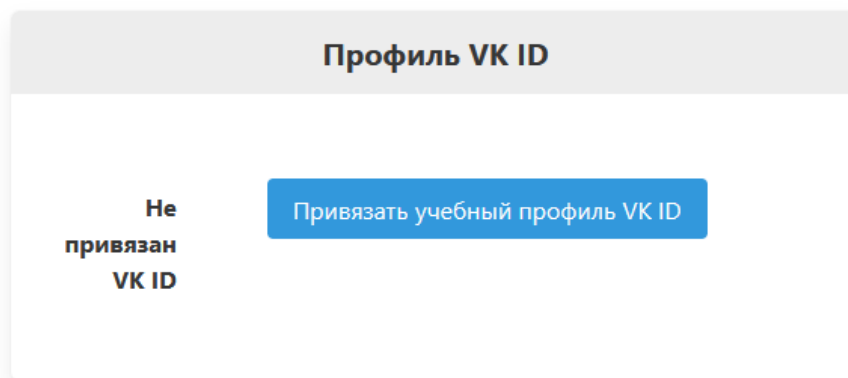 Профиль VK ID
Не
привязан
VK ID
Привязать учебный профиль VK ID